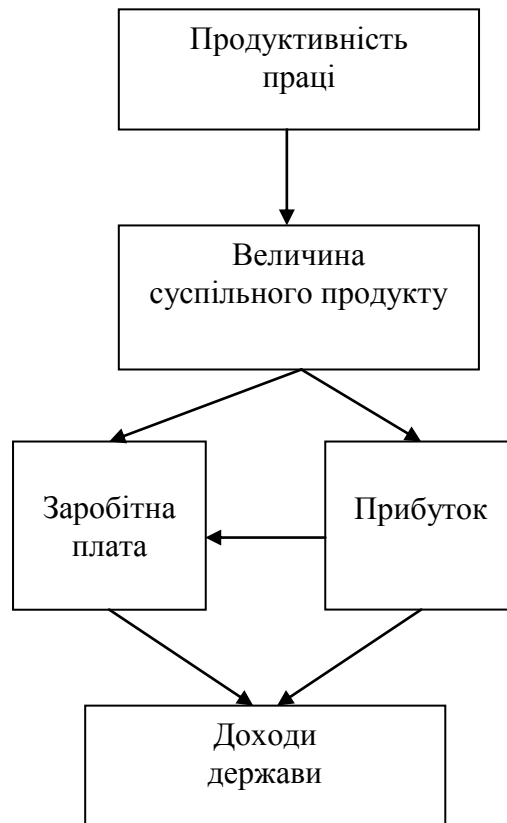 Продуктивність
праці
Величина
суспільного продукту
Заробітна
плата
Прибуток
Доходи
держави